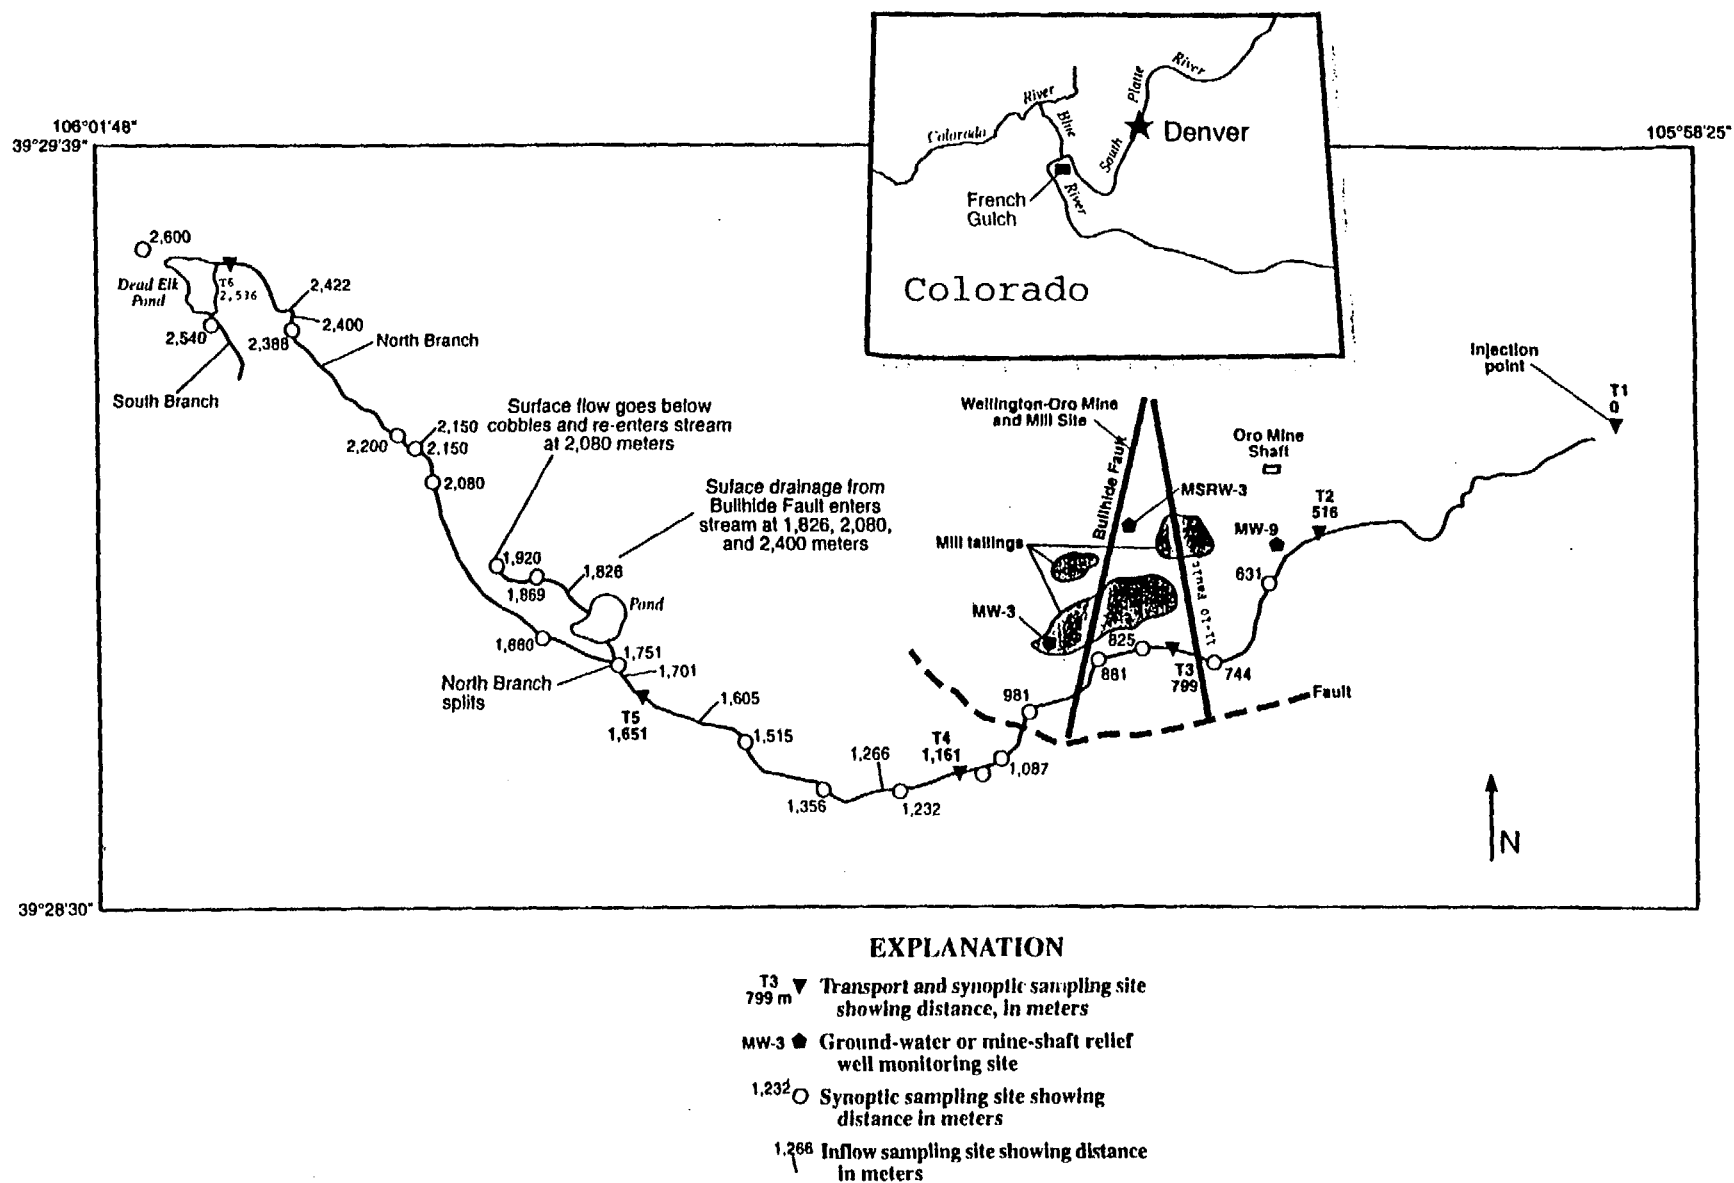 106°01'48"
39°29'39"
105°58'25"
Colorado
River
Blue
River
South
Platte
River
Denver
French
Gulch
Colorado
2,600
Dead Elk
Pond
T6
2,536
2,422
2,400
2,540
2,388
North Branch
South Branch
Injection
point
T1
0
Surface flow goes below
cobbles and re-enters stream
at 2,080 meters
2,150
2,200
2,150
2,080
Suface drainage from
Bullhide Fault enters
stream at 1,826, 2,080,
and 2,400 meters
Wellington-Oro Mine
and Mill Site
Bullhide Fault
Oro Mine
Shaft
MSRW-3
T2
516
MW-9
Mill tailings
631
1,920
1,826
1,869
Pond
MW-3
825
1,880
1,751
1,701
881
T3
799
744
North Branch
splits
T5
1,651
1,605
981
Fault
1,515
T4
1,161
1,266
1,087
1,356
1,232
N
39°28'30"
EXPLANATION
T3
799 m
Transport and synoptic sampling site
showing distance, in meters
MW-3
Ground-water or mine-shaft relief
well monitoring site
1,232
Synoptic sampling site showing
distance in meters
1,266
Inflow sampling site showing distance
in meters